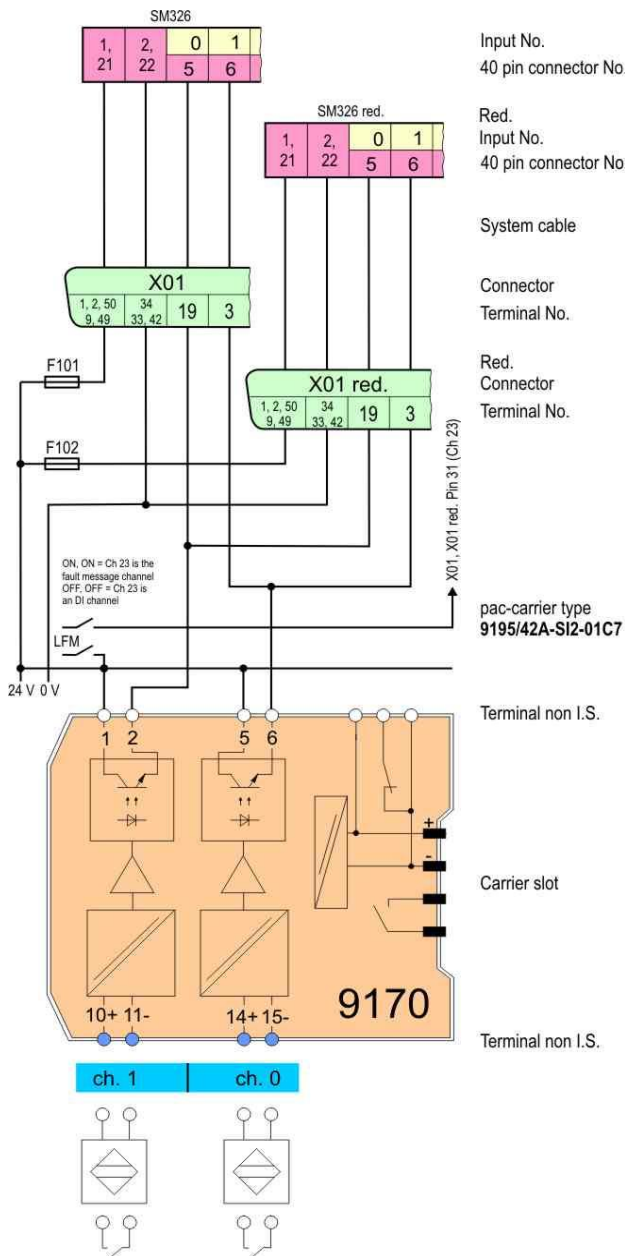 SM326
1, 21
2, 22
0
5
1
6
Input No.
40 pin connector No.
SM326 red.
1, 21
2, 22
0
5
1
6
Red.
Input No.
40 pin connector No
System cable
X01
1, 2, 50 9, 49
34 33, 42
19
3
Connector
Terminal No.
F101
X01 red.
1, 2, 50 9, 49
34 33, 42
19
3
Red.
Connector
Terminal No.
F102
X01, X01 red. Pin 31 (Ch 23)
ON, ON = Ch 23 is the
fault message channel
OFF, OFF = Ch 23 is
an DI channel
LFM
pac-carrier type
9195/42A-SI2-01C7
24 V 0 V
Terminal non I.S.
1 2 5 6
+
-
Carrier slot
9170
10+ 11- 14+ 15-
Terminal non I.S.
ch. 1 ch. 0